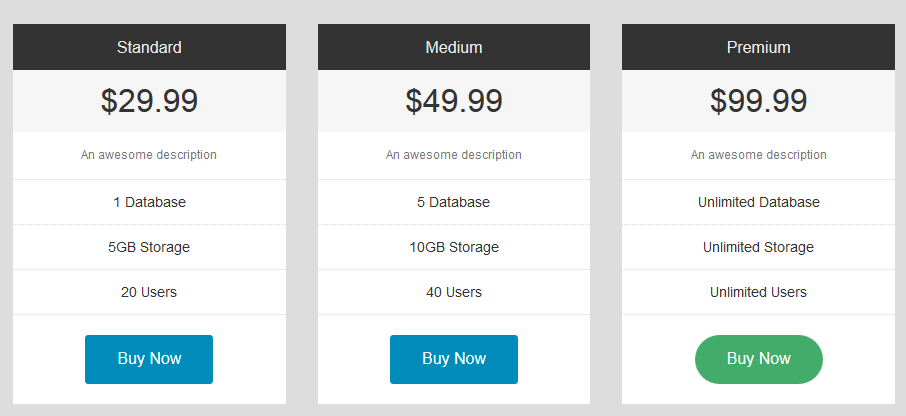 Standard
$29.99
An awesome description
1 Database
5GB Storage
20 Users
Buy Now
Medium
$49.99
An awesome description
5 Database
10GB Storage
40 Users
Buy Now
Premium
$99.99
An awesome description
Unlimited Database
Unlimited Storage
Unlimited Users
Buy Now